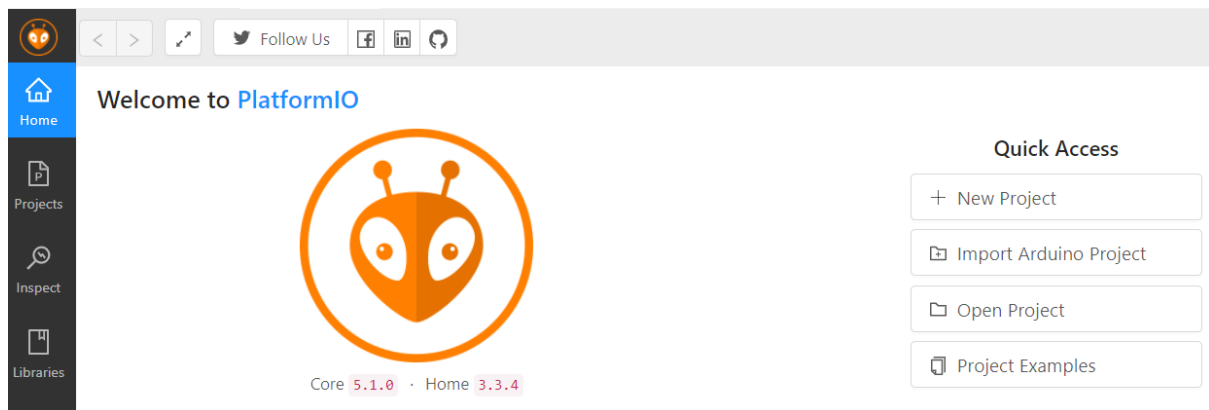 Follow Us
Home
Welcome to PlatformIO
Projects
Inspect
Libraries
Core 5.1.0 · Home 3.3.4
Quick Access
New Project
Import Arduino Project
Open Project
Project Examples